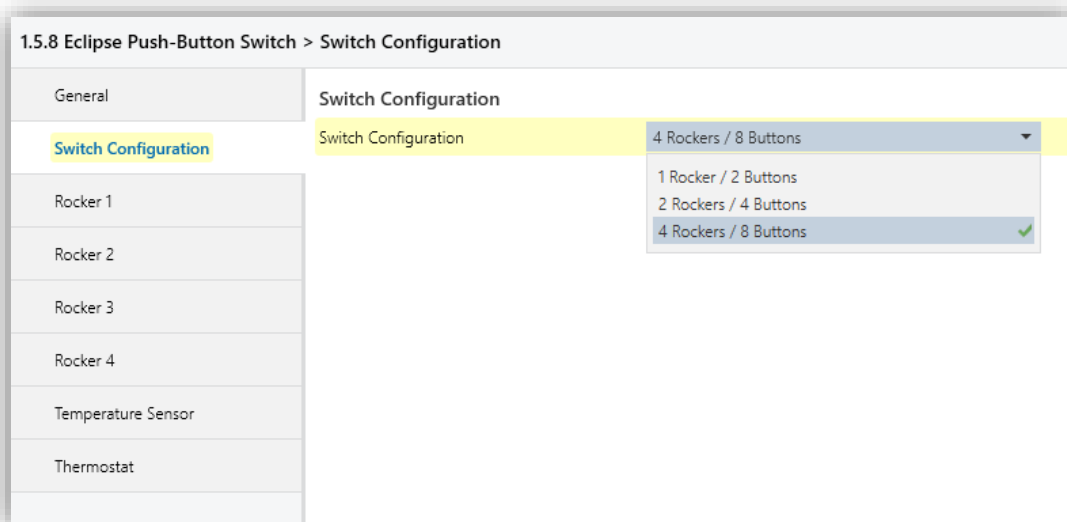 1.5.8 Eclipse Push-Button Switch > Switch Configuration
General
Switch Configuration
Rocker 1
Rocker 2
Rocker 3
Rocker 4
Temperature Sensor
Thermostat
Switch Configuration
Switch Configuration 4 Rockers / 8 Buttons
1 Rocker / 2 Buttons
2 Rockers / 4 Buttons
4 Rockers / 8 Buttons